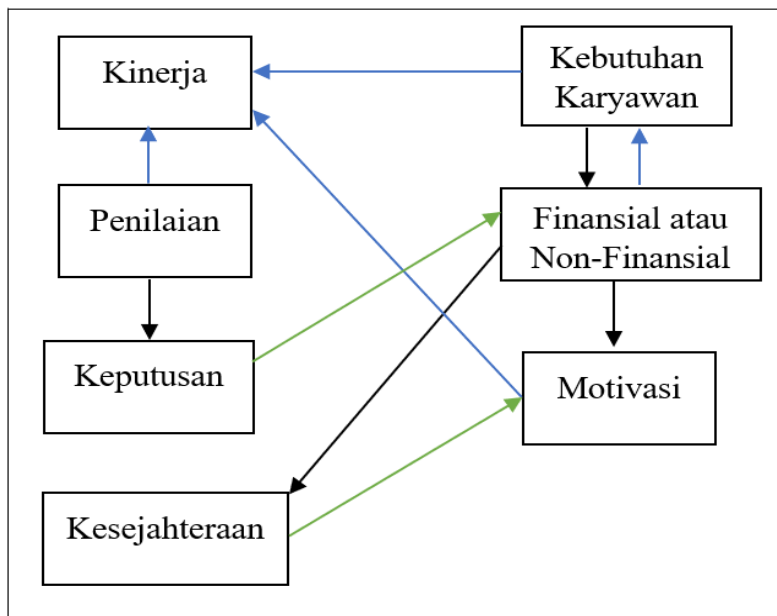 Kinerja
Kebutuhan
Karyawan
Penilaian
Finansial atau
Non-Finansial
Keputusan
Motivasi
Kesejahteraan